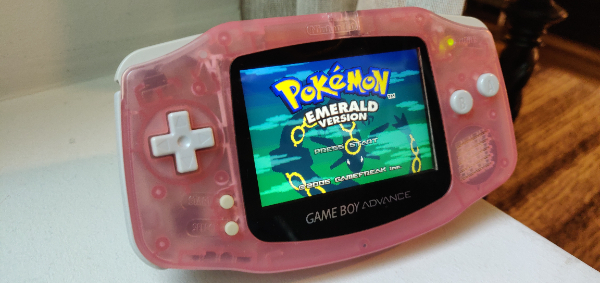 POKéMON
EMERALD
VERSION
PRESS START
©2005 GAMEFREAK inc.
GAME BOY ADVANCE